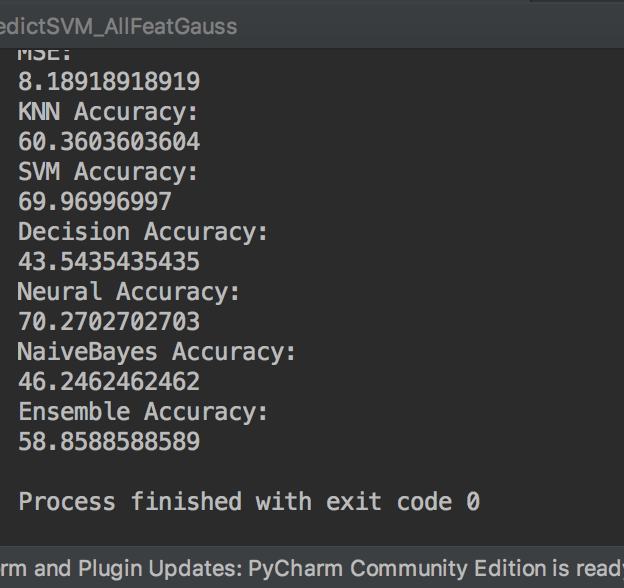 edictSVM_AllFeatGauss
MSE:
8.18918918919
KNN Accuracy:
60.3603603604
SVM Accuracy:
69.96996997
Decision Accuracy:
43.5435435435
Neural Accuracy:
70.2702702703
NaiveBayes Accuracy:
46.2462462462
Ensemble Accuracy:
58.8588588589
Process finished with exit code 0
rm and Plugin Updates: PyCharm Community Edition is read